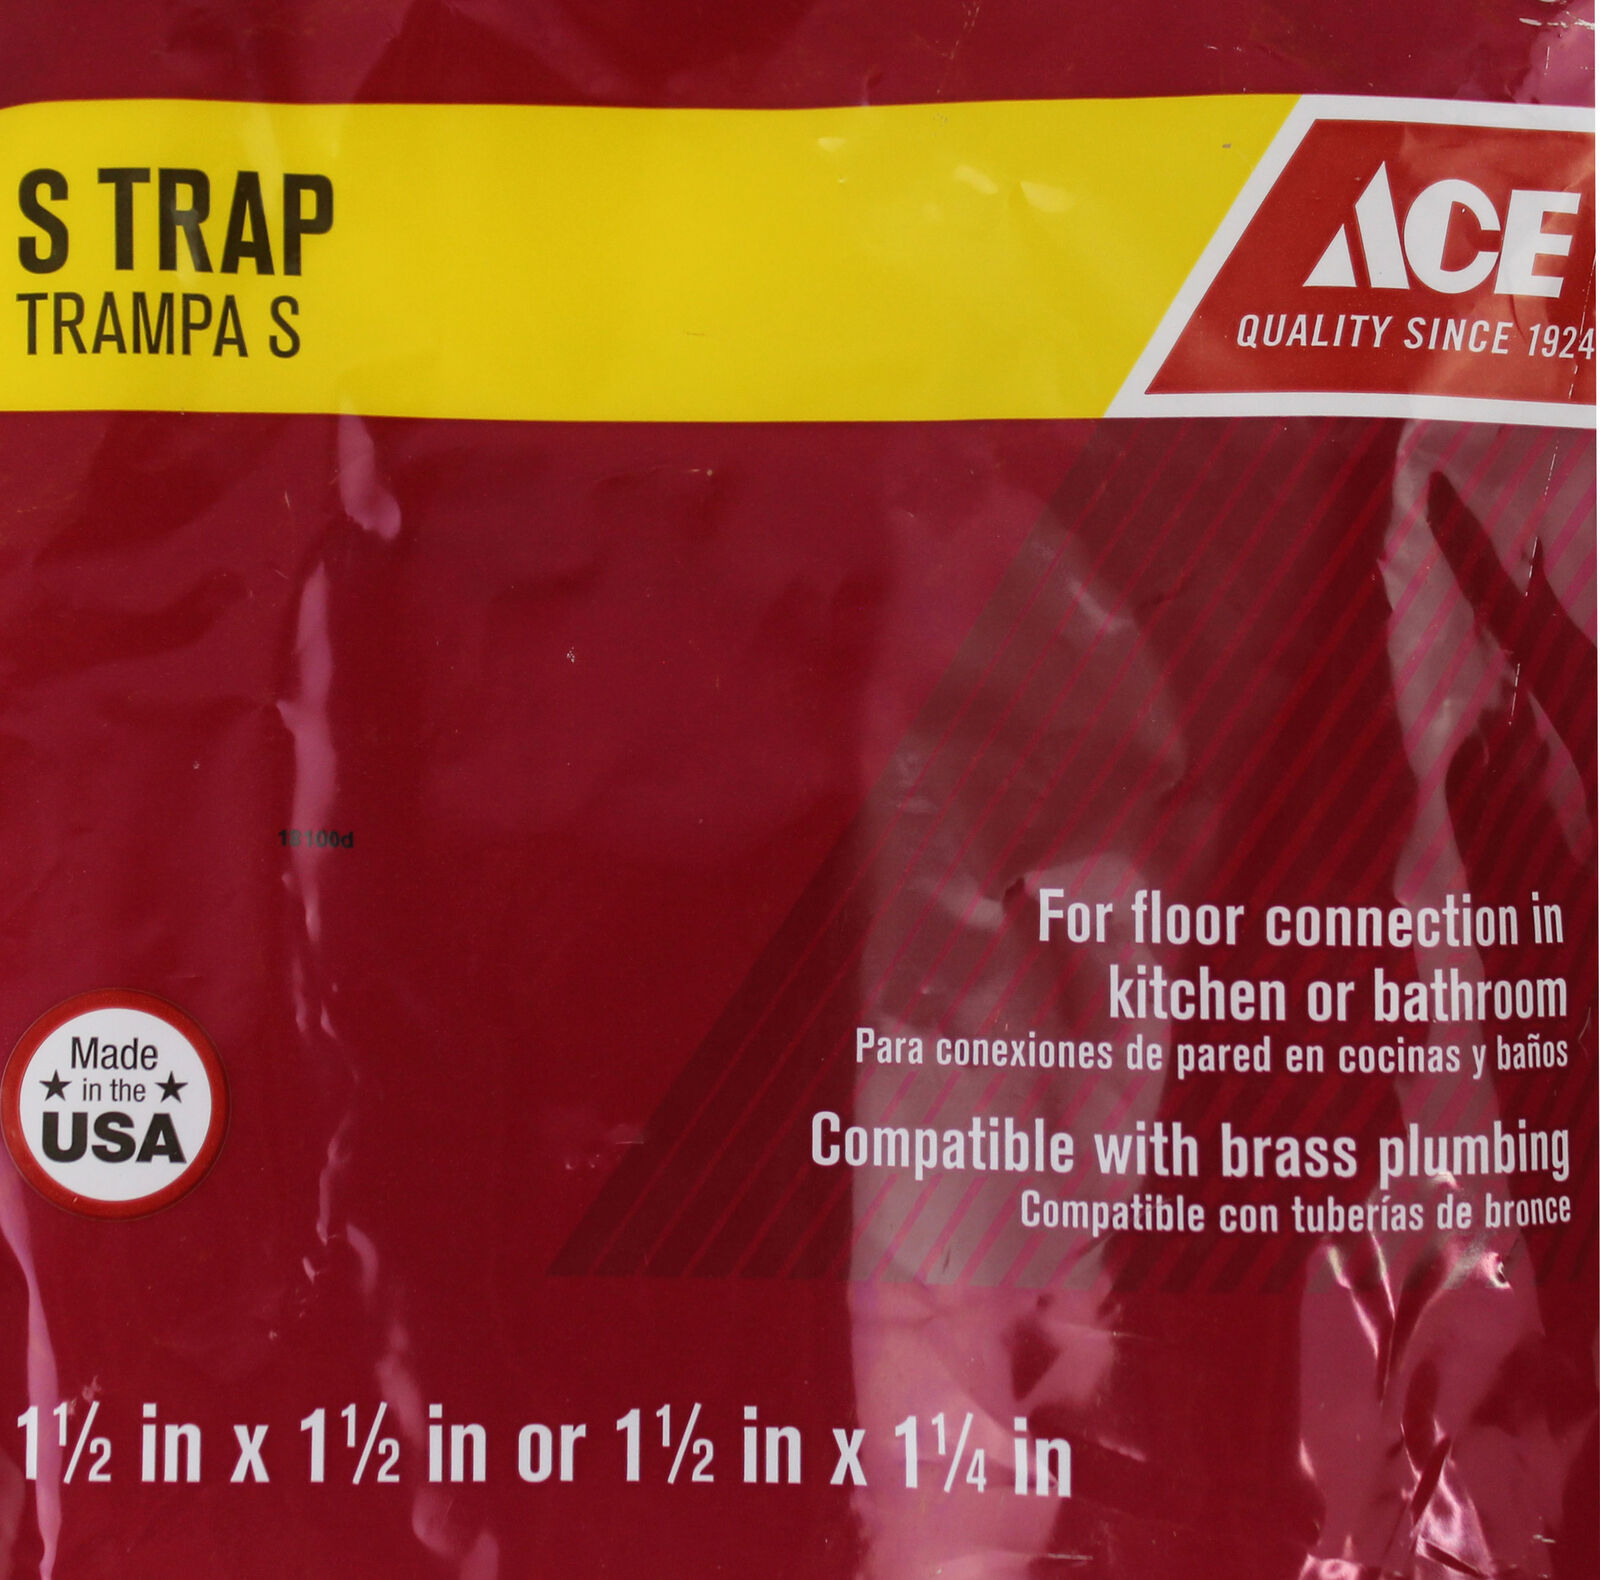 S TRAP
TRAMPA S
ACE
QUALITY SINCE 1924
18100d
For floor connection in
kitchen or bathroom
Para conexiones de pared en cocinas y baños
Compatible with brass plumbing
Compatible con tuberías de bronce
Made
in the
USA
1½ in x 1½ in or 1½ in x 1¼ in